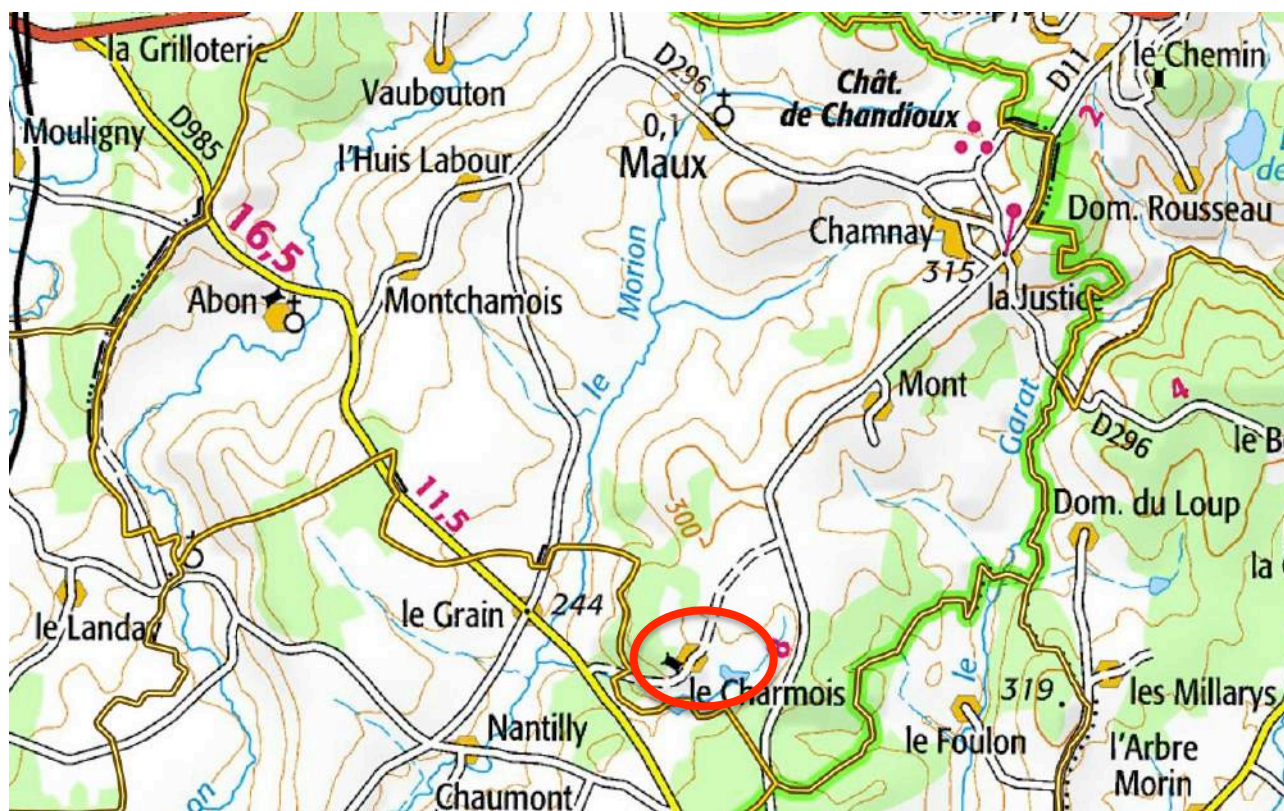 la Grilloterie
le Chemin
D11
D296
Chât.
de Chandioux
Vaubouton
2
Mouligny
D985
0,1
l'Huis Labour
Maux
Dom. Rousseau
16,5
Chamnay
315
Abon
Montchamois
Morion
la Justice
le
Mont
Garat
4
D296
le B
11,5
300
Dom. du Loup
la
le Grain
244
le Landay
8
le Charmois
le
319
les Millarys
Nantilly
le Foulon
l'Arbre
Morin
Chaumont